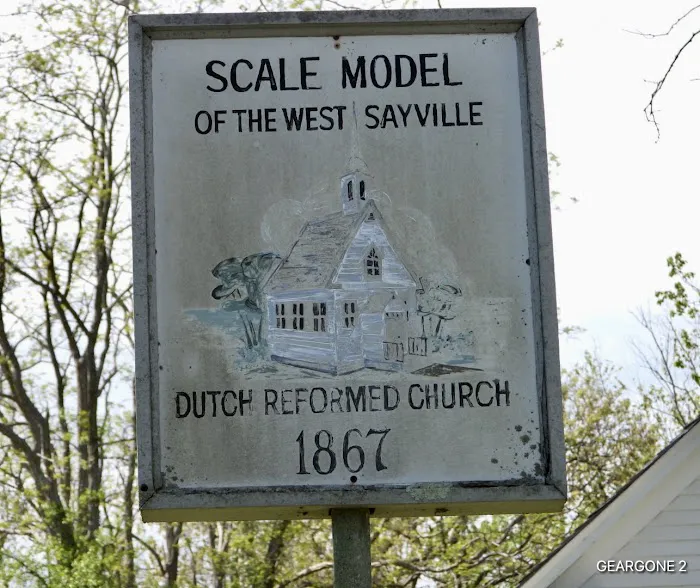 SCALE MODEL
OF THE WEST SAYVILLE
DUTCH REFORMED CHURCH
1867
GEARGONE 2